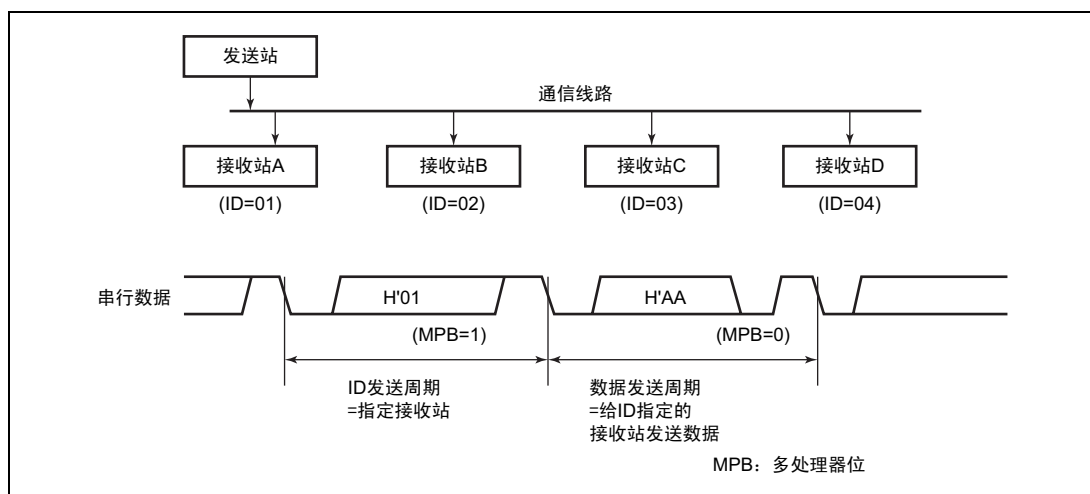 发送站
通信线路
接收站A
接收站B
接收站C
接收站D
(ID=01)
(ID=02)
(ID=03)
(ID=04)
串行数据
H'01
H'AA
(MPB=1)
(MPB=0)
ID发送周期
=指定接收站
数据发送周期
=给ID指定的
接收站发送数据
MPB：多处理器位